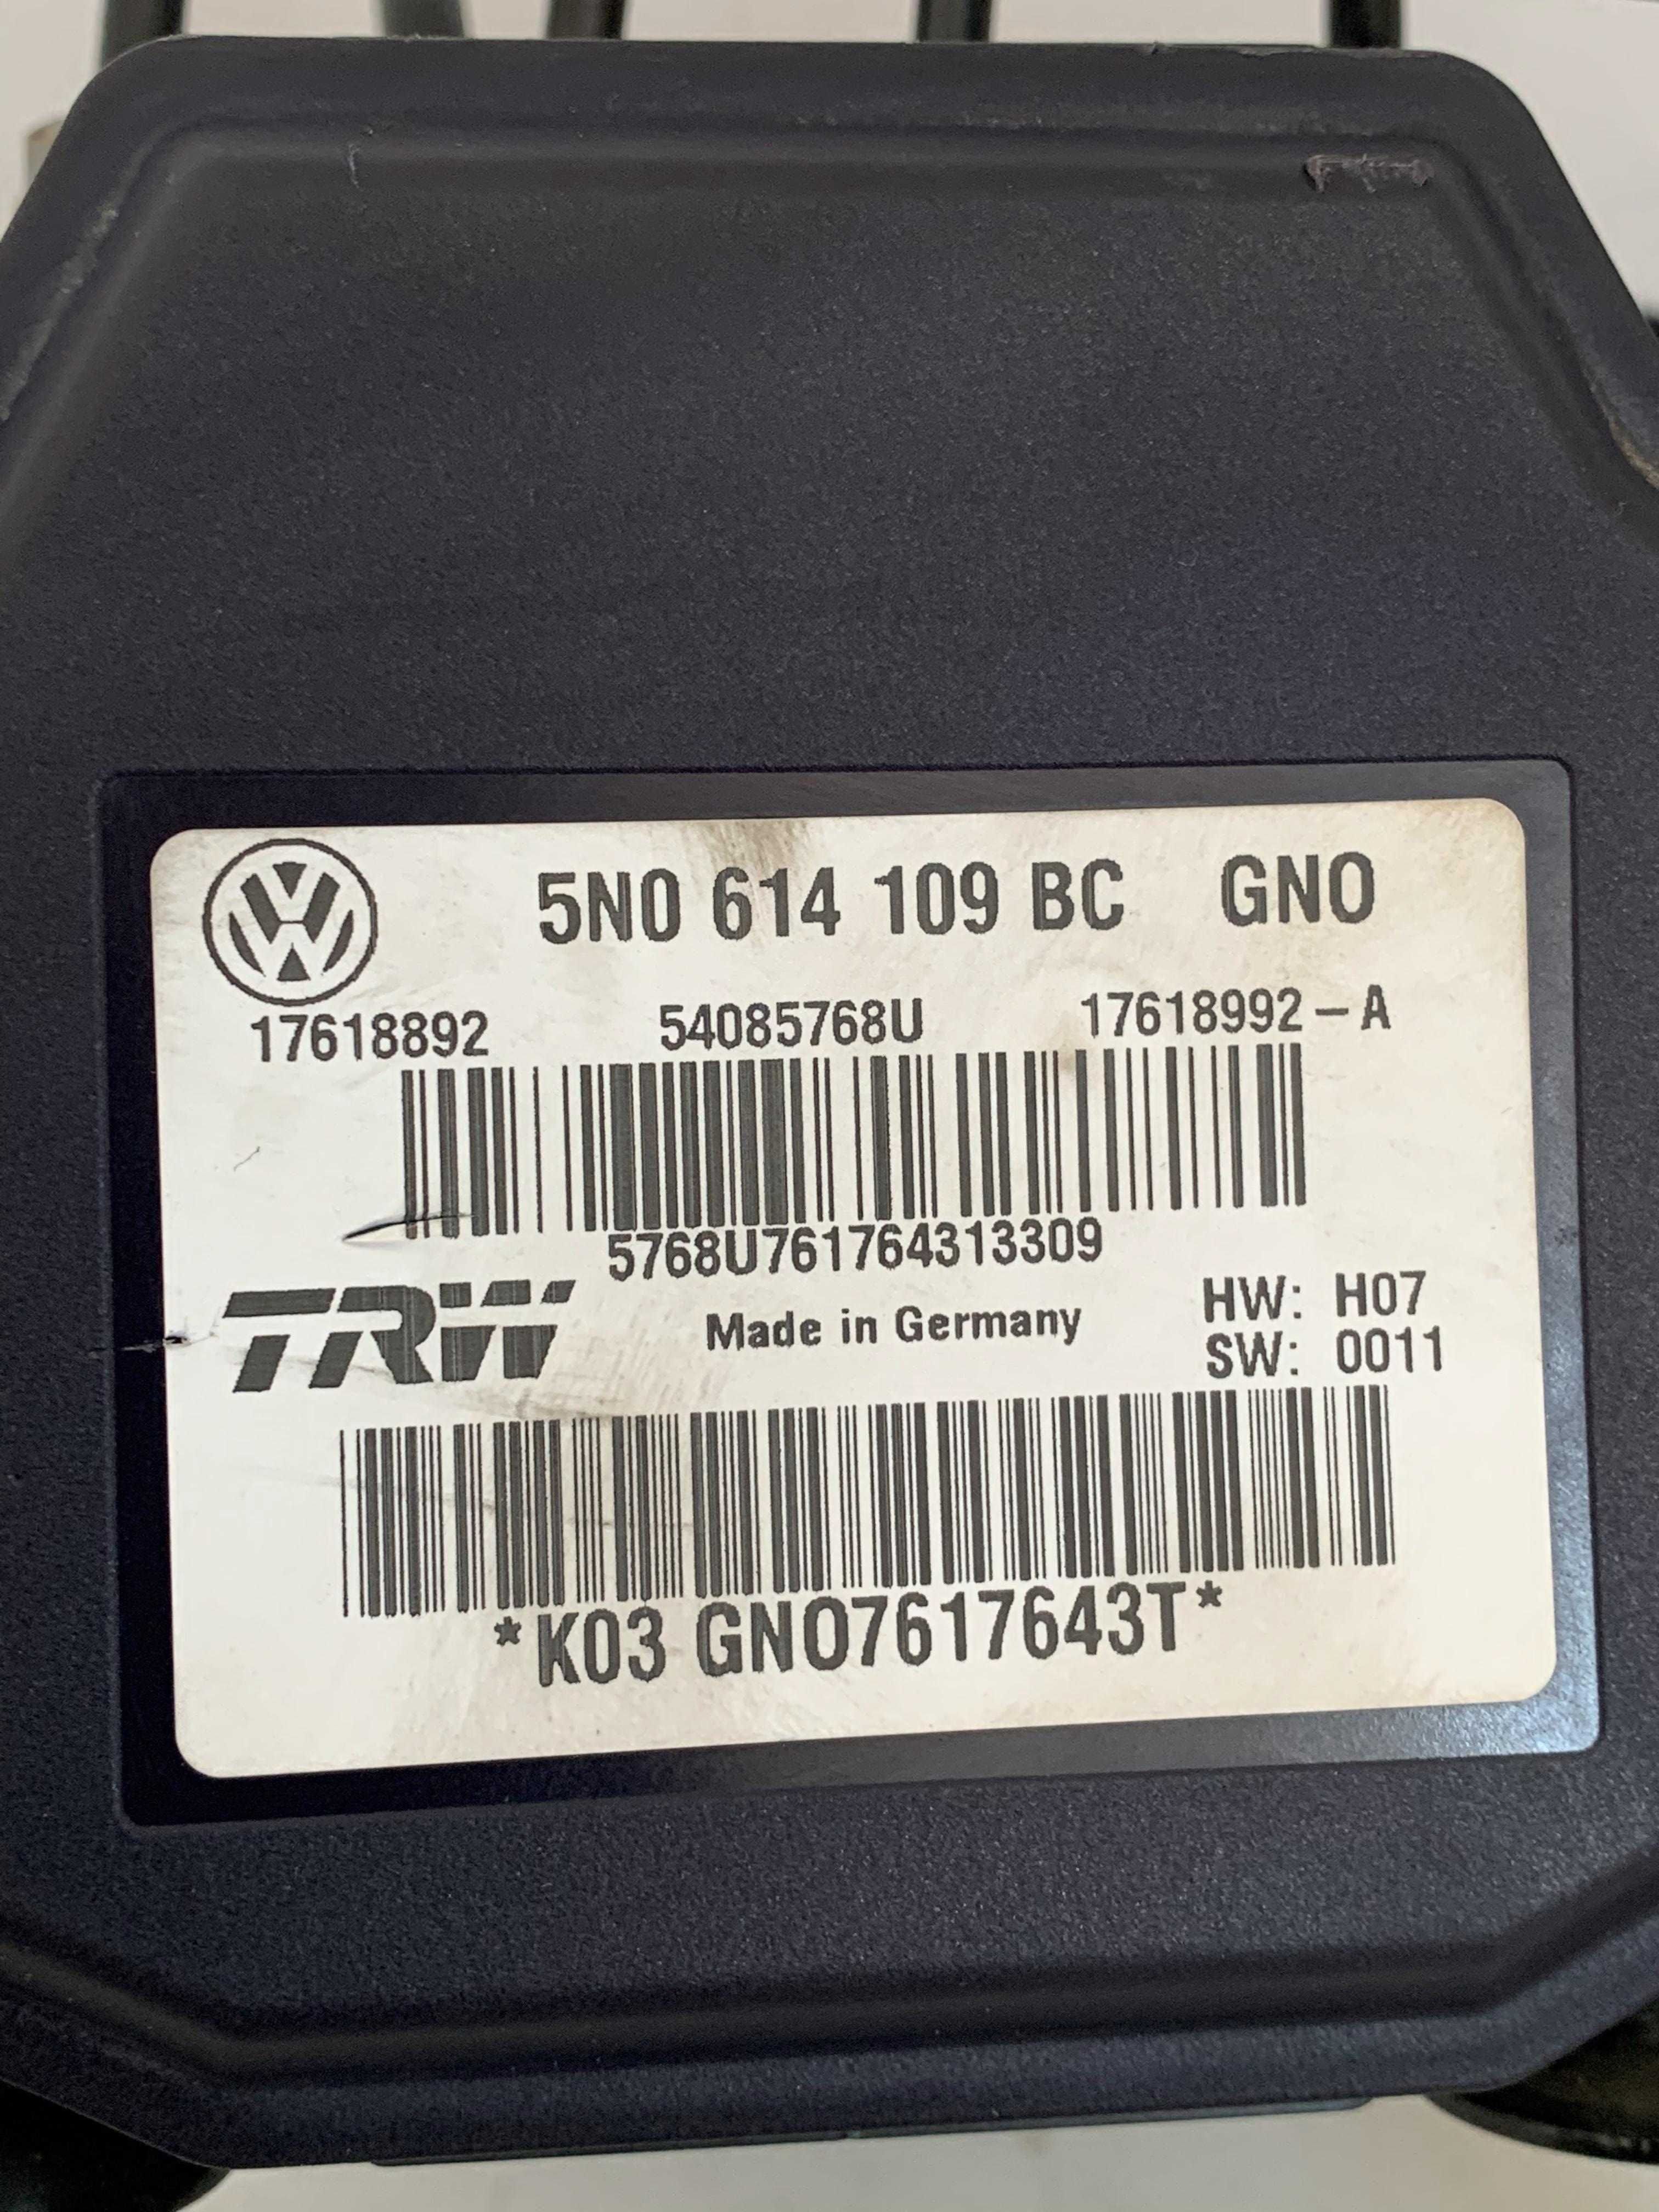 5N0 614 109 BC GNO
17618892 54085768U 17618992-A
5768U761764313309
TRW Made in Germany HW: H07
SW: 0011
*K03 GNO7617643T*